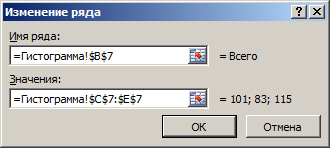 Изменение ряда
Имя ряда:
=Гистограмма!$B$7 = Всего
Значения:
=Гистограмма!$C$7:$E$7 = 101; 83; 115
ОК Отмена